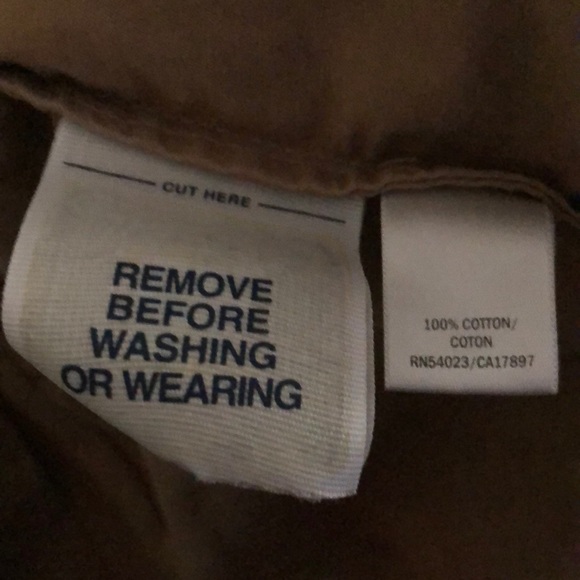 CUT HERE
REMOVE
BEFORE
WASHING
OR WEARING
100% COTTON/
COTON
RN54023/CA17897